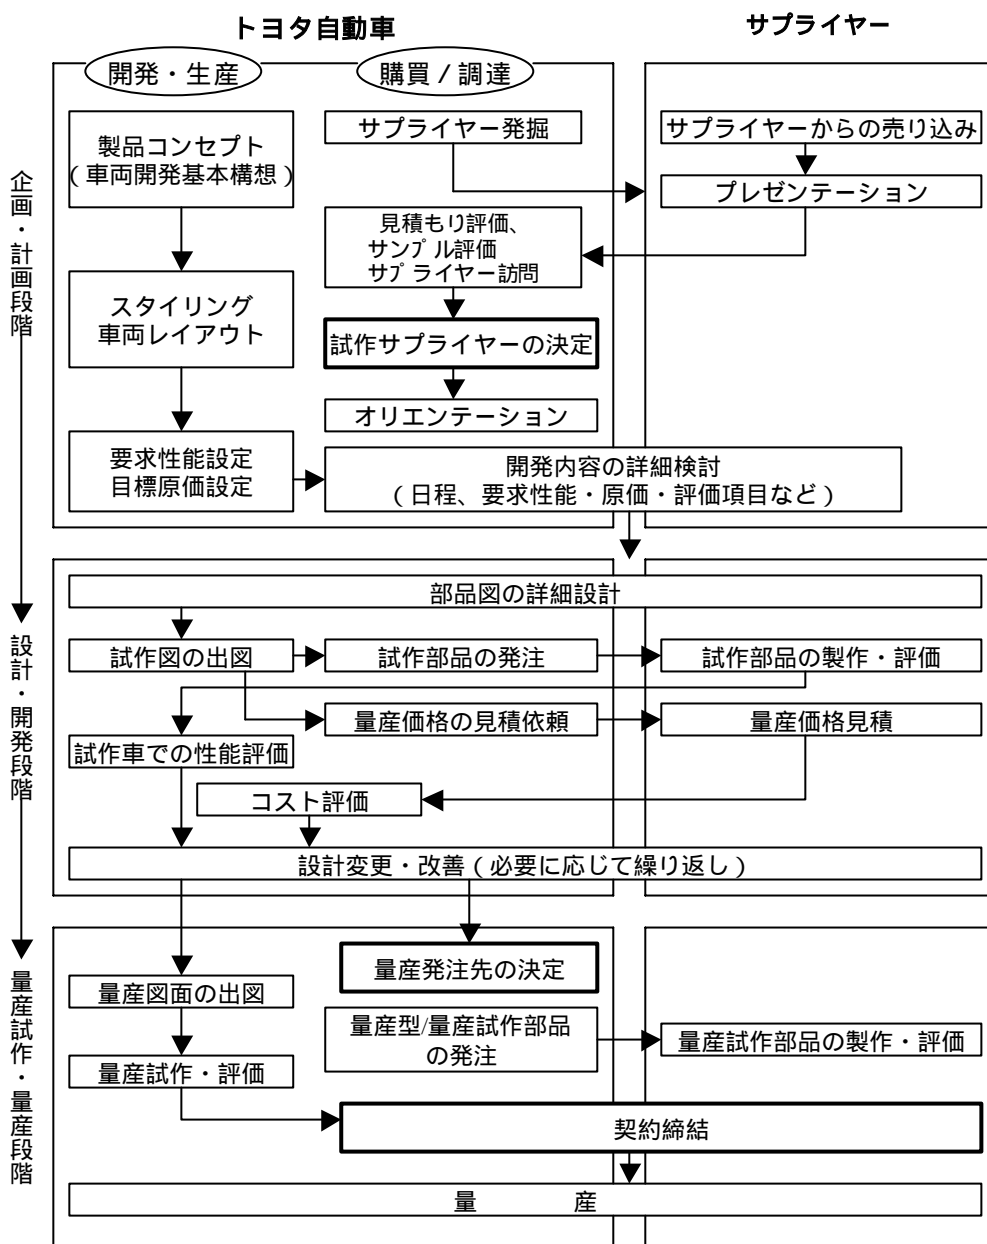 トヨタ自動車
サプライヤー
開発・生産
購買/調達
企画・計画段階
製品コンセプト
(車両開発基本構想)
サプライヤー発掘
サプライヤーからの売り込み
プレゼンテーション
見積もり評価、
サンプル評価
サプライヤー訪問
スタイリング
車両レイアウト
試作サプライヤーの決定
オリエンテーション
要求性能設定
目標原価設定
開発内容の詳細検討
(日程、要求性能・原価・評価項目など)
設計・開発段階
部品図の詳細設計
試作図の出図
試作部品の発注
試作部品の製作・評価
量産価格の見積依頼
量産価格見積
試作車での性能評価
コスト評価
設計変更・改善(必要に応じて繰り返し)
量産試作・量産段階
量産発注先の決定
量産図面の出図
量産型/量産試作部品
の発注
量産試作部品の製作・評価
量産試作・評価
契約締結
量 産